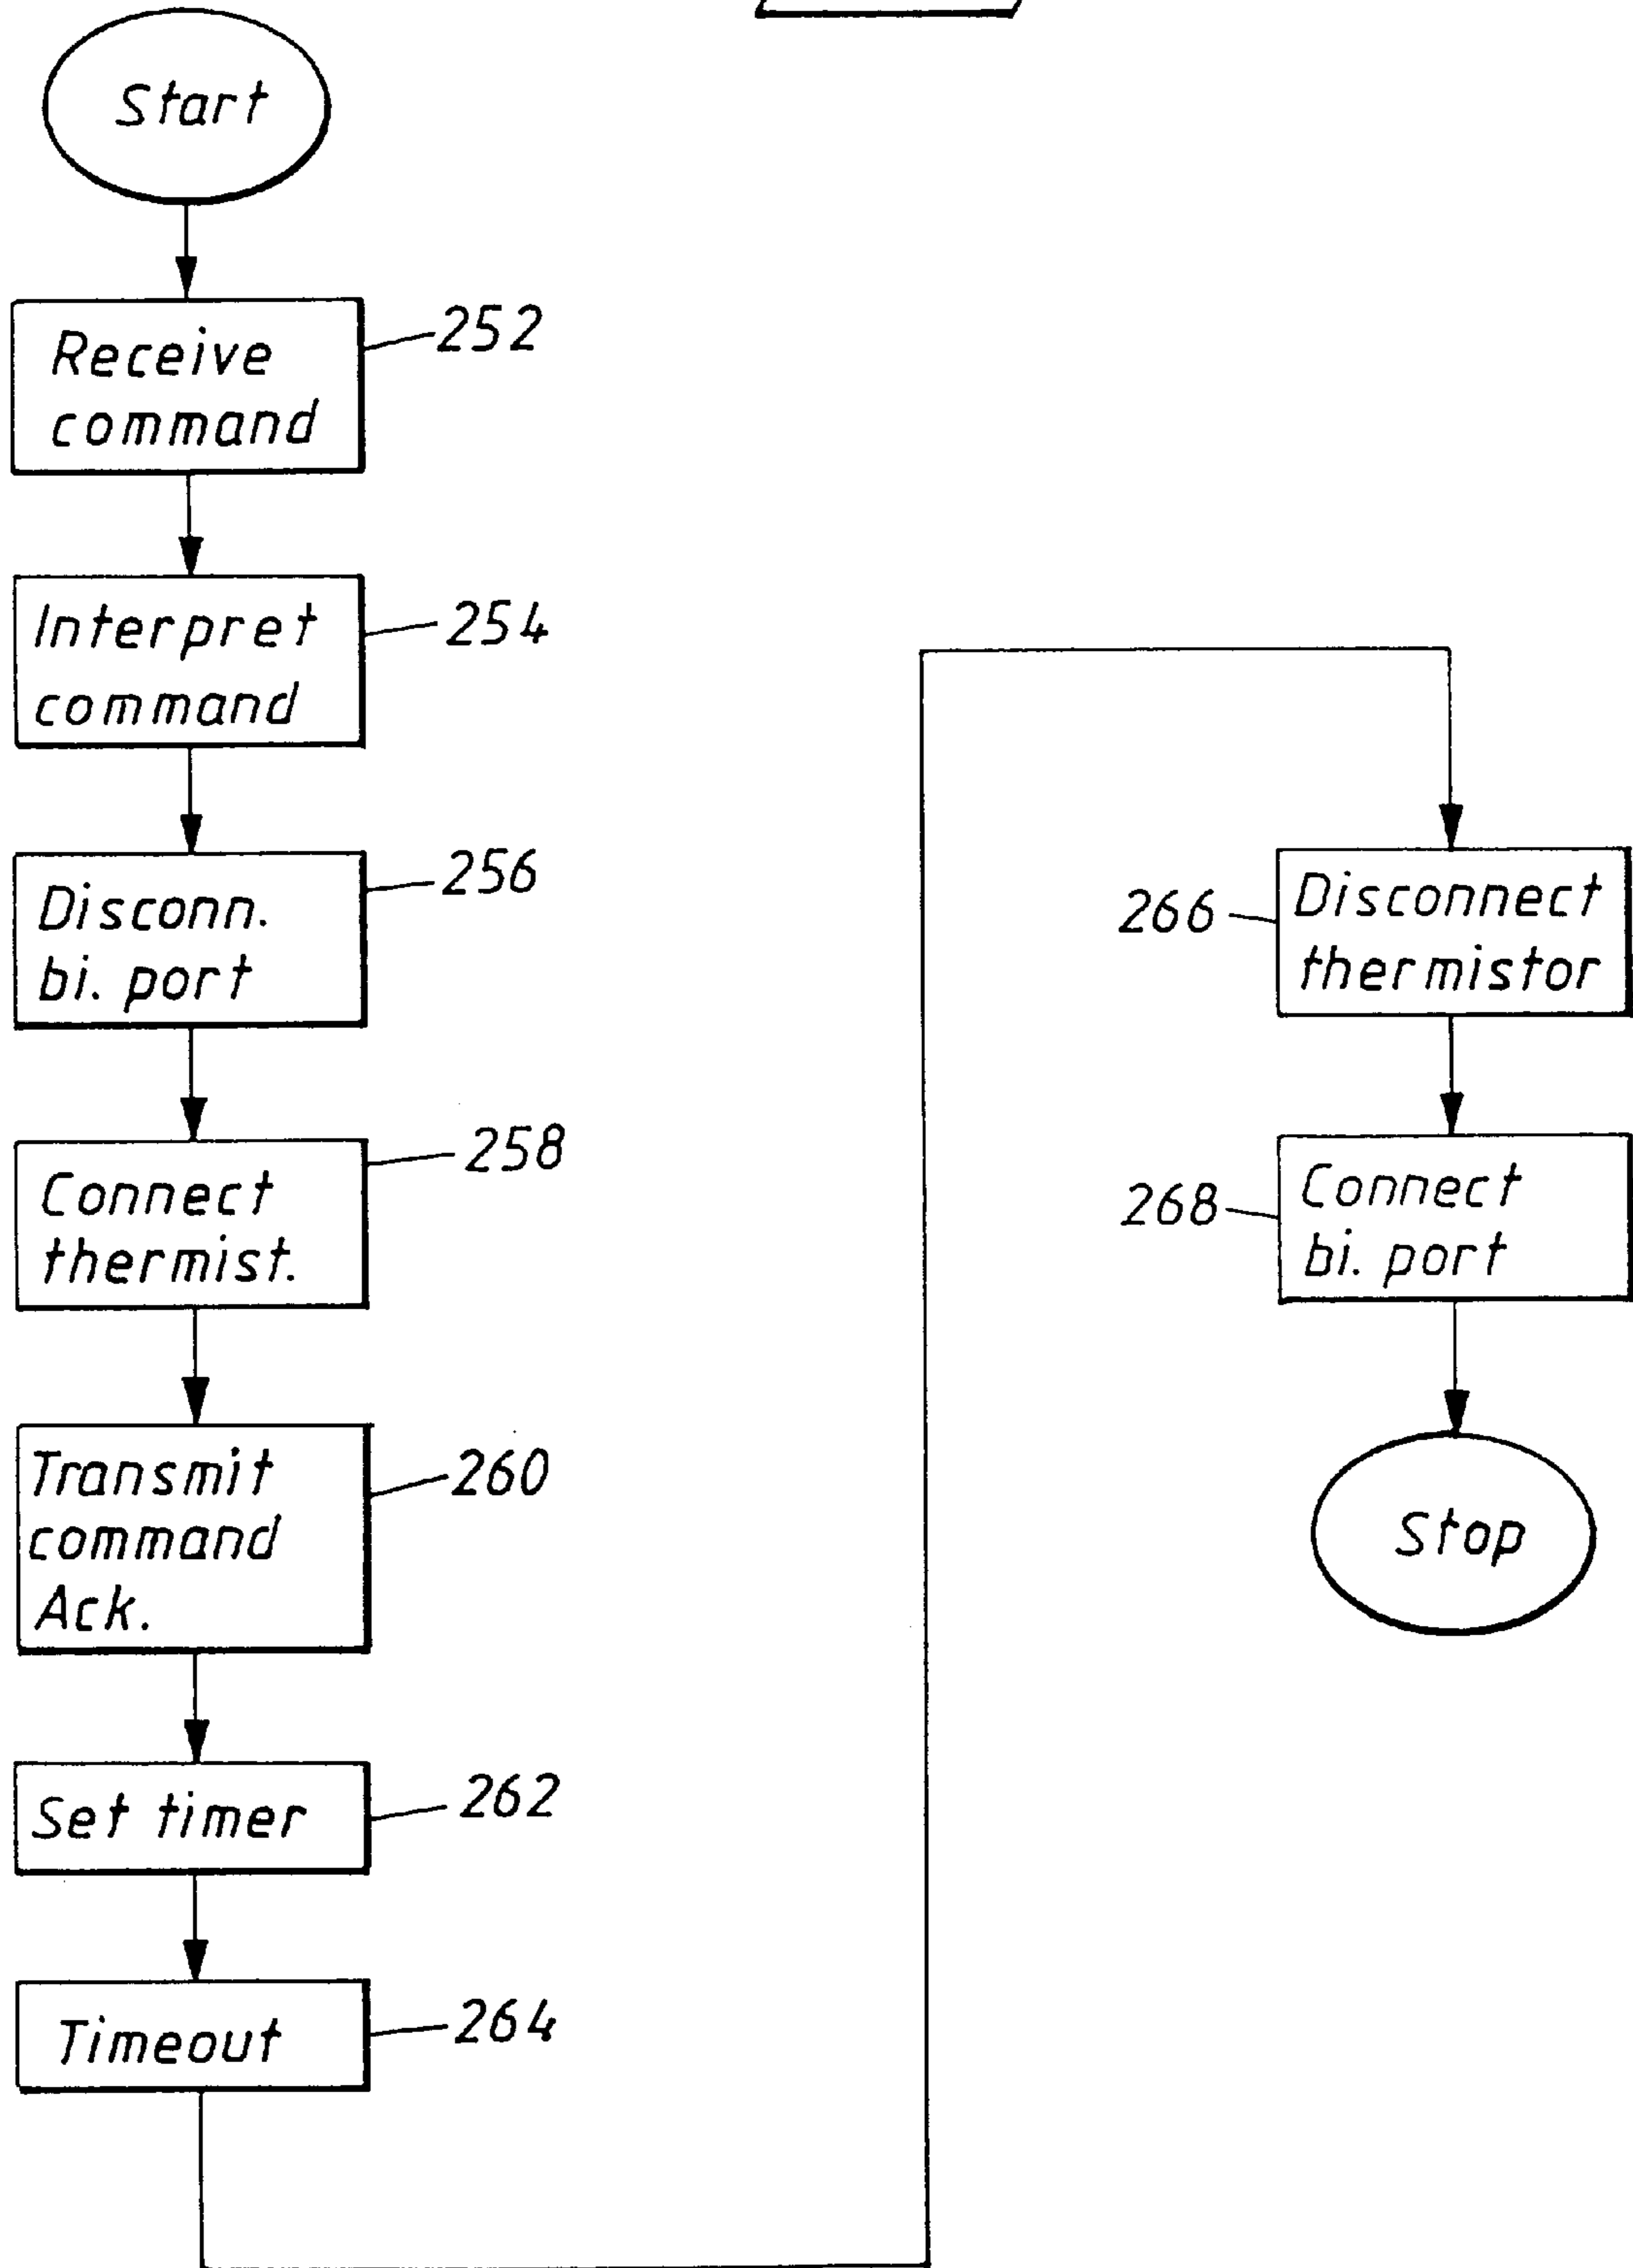 Start
Receive
command
252
Interpret
command
254
Disconn.
bi. port
256
Connect
thermist.
258
Transmit
command
Ack.
260
Set timer
262
Timeout
264
266
Disconnect
thermistor
268
Connect
bi. port
Stop